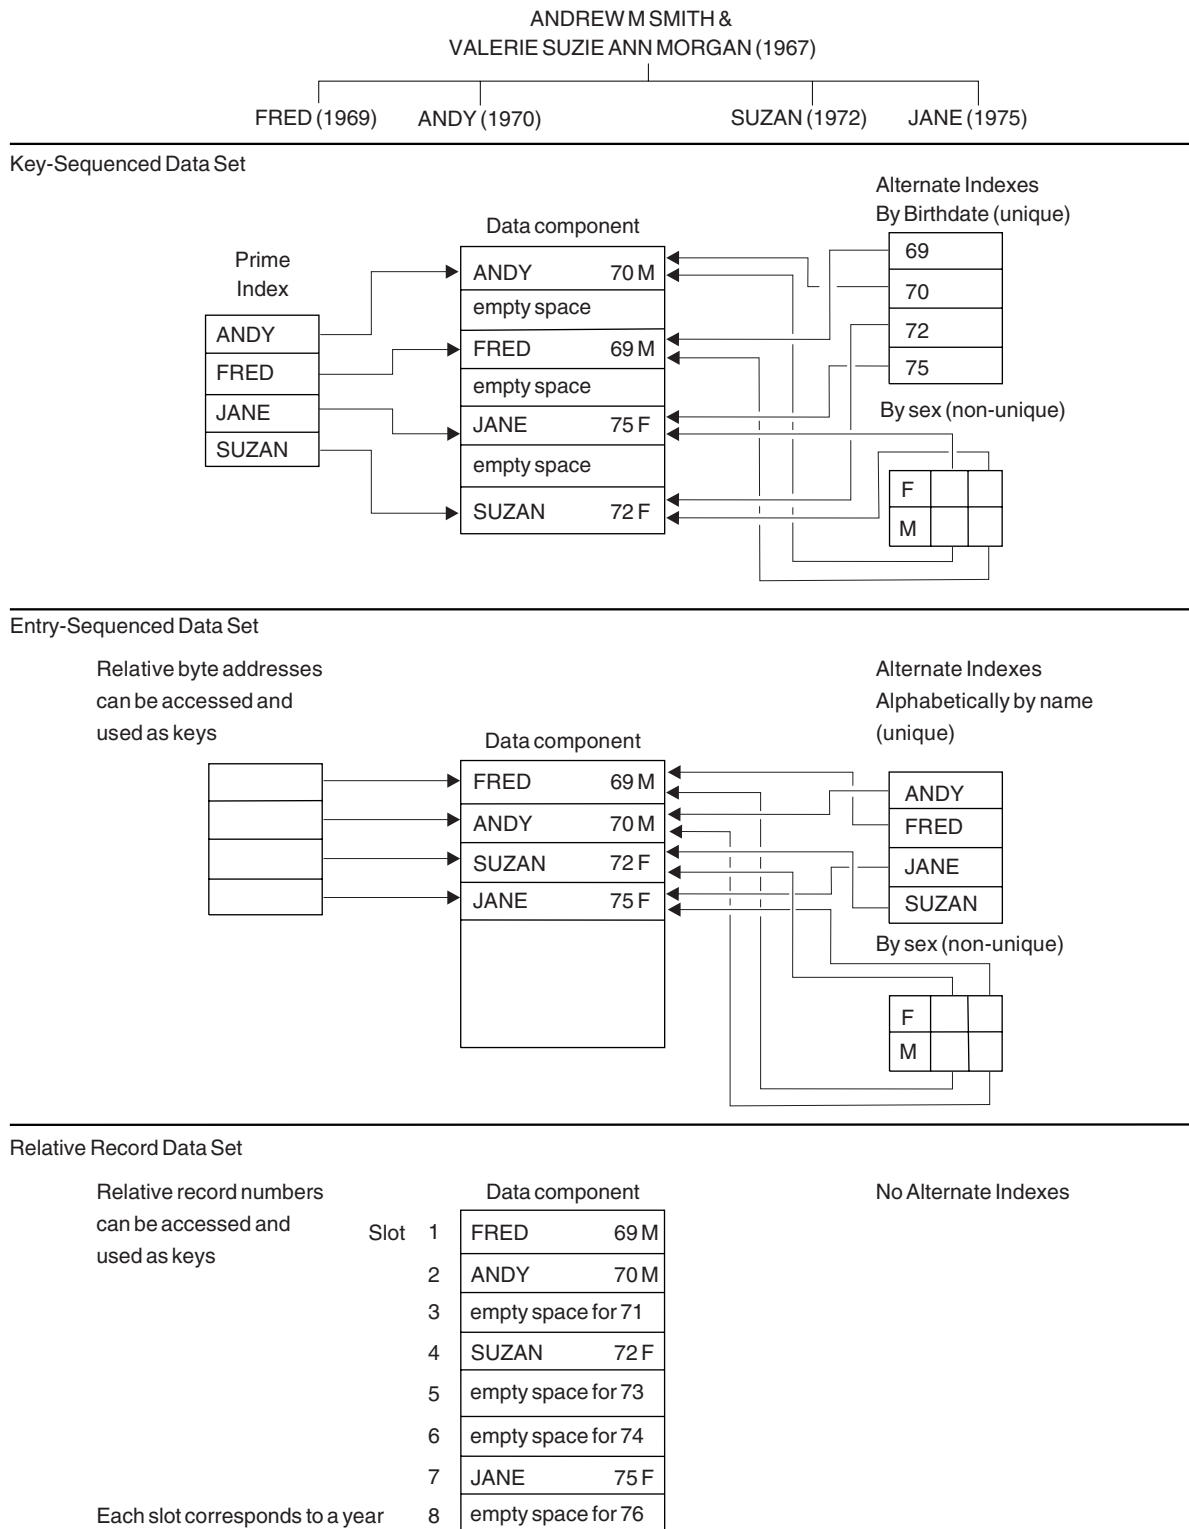 ANDREW M SMITH &
VALERIE SUZIE ANN MORGAN (1967)
FRED (1969) ANDY (1970) SUZAN (1972) JANE (1975)
Key-Sequenced Data Set
Prime
Index
ANDY
FRED
JANE
SUZAN
Data component
ANDY 70 M
empty space
FRED 69 M
empty space
JANE 75 F
empty space
SUZAN 72 F
Alternate Indexes
By Birthdate (unique)
69
70
72
75
By sex (non-unique)
F
M
Entry-Sequenced Data Set
Relative byte addresses
can be accessed and
used as keys
Data component
FRED 69 M
ANDY 70 M
SUZAN 72 F
JANE 75 F
Alternate Indexes
Alphabetically by name
(unique)
ANDY
FRED
JANE
SUZAN
By sex (non-unique)
F
M
Relative Record Data Set
Relative record numbers
can be accessed and
used as keys
Data component
Slot 1 FRED 69 M
2 ANDY 70 M
3 empty space for 71
4 SUZAN 72 F
5 empty space for 73
6 empty space for 74
7 JANE 75 F
Each slot corresponds to a year 8 empty space for 76
No Alternate Indexes